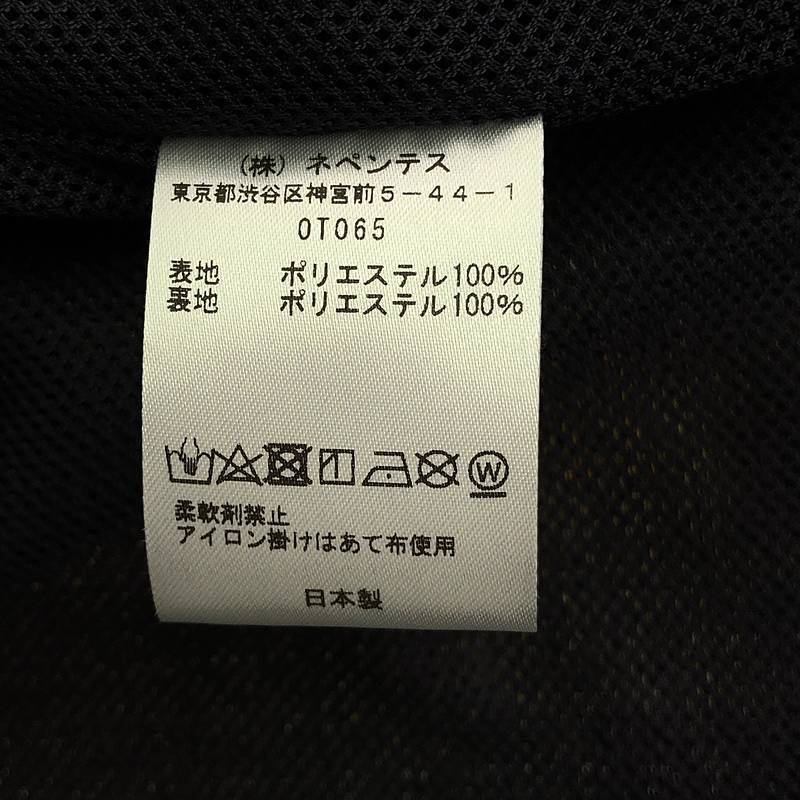 (株) ネペンテス
東京都渋谷区神宮前5-44-1
0T065
表地 ポリエステル100%
裏地 ポリエステル100%
W
柔軟剤禁止
アイロン掛けはあて布使用
日本製